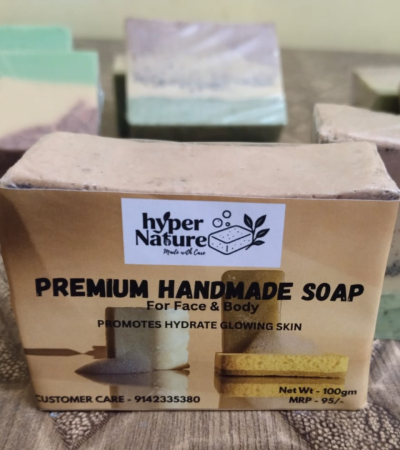 hyper
Nature
Made with Care
PREMIUM HANDMADE SOAP
For Face & Body
PROMOTES HYDRATE GLOWING SKIN
CUSTOMER CARE - 9142335380
Net Wt - 100gm
MRP - 95/-